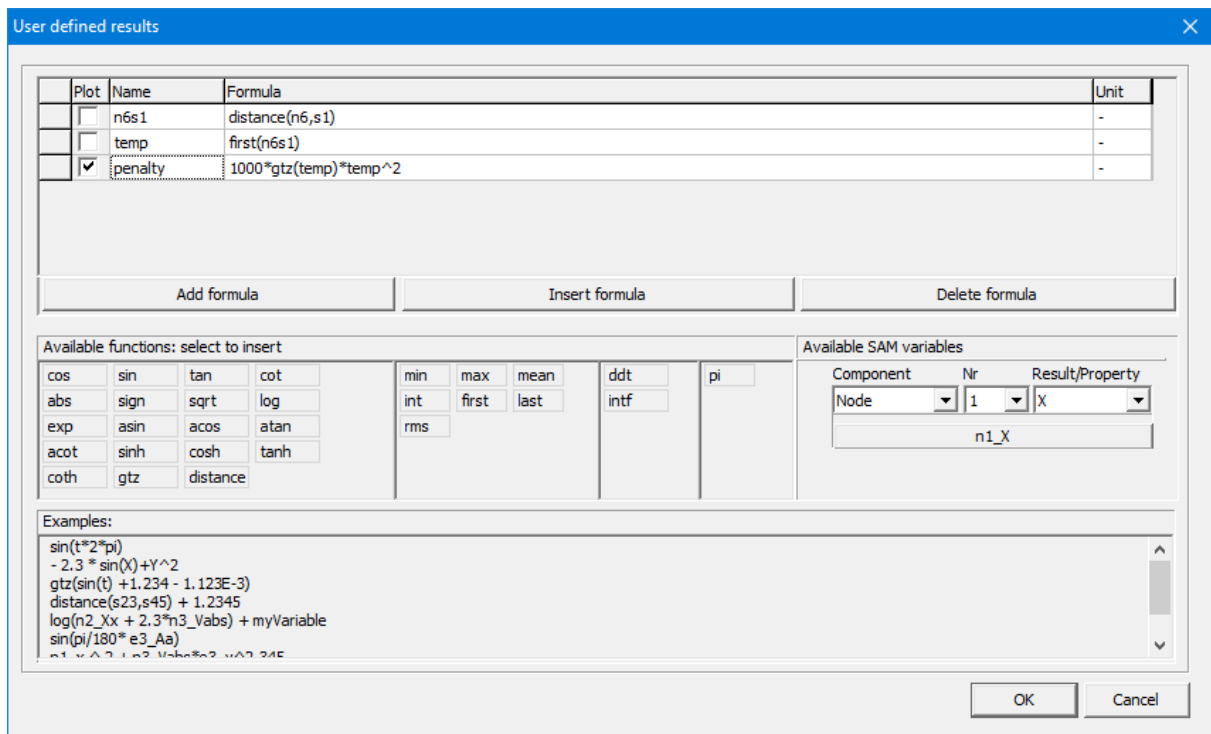 User defined results
Plot Name Formula Unit
n6s1 distance(n6,s1) -
temp first(n6s1) -
penalty 1000*gtz(temp)*temp^2 -
Add formula Insert formula Delete formula
Available functions: select to insert Available SAM variables
cos sin tan cot min max mean ddt pi Component Nr Result/Property
abs sign sqrt log int first last intf Node 1 X
exp asin acos atan rms n1_X
acot sinh cosh tanh
coth gtz distance
Examples:
sin(t*2*pi)
- 2.3 * sin(X)+Y^2
gtz(sin(t) +1.234 - 1.123E-3)
distance(s23,s45) + 1.2345
log(n2_Xx + 2.3*n3_Vabs) + myVariable
sin(pi/180* e3_Aa)
OK Cancel